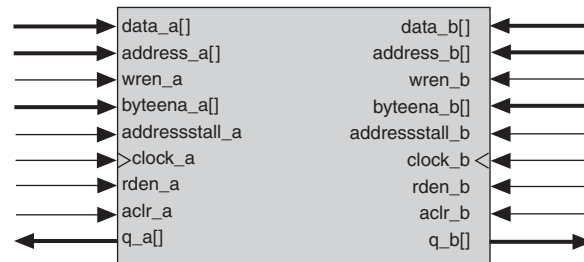 data_a[]
address_a[]
wren_a
byteena_a[]
addressstall_a
clock_a
rden_a
aclr_a
q_a[]
data_b[]
address_b[]
wren_b
byteena_b[]
addressstall_b
clock_b
rden_b
aclr_b
q_b[]